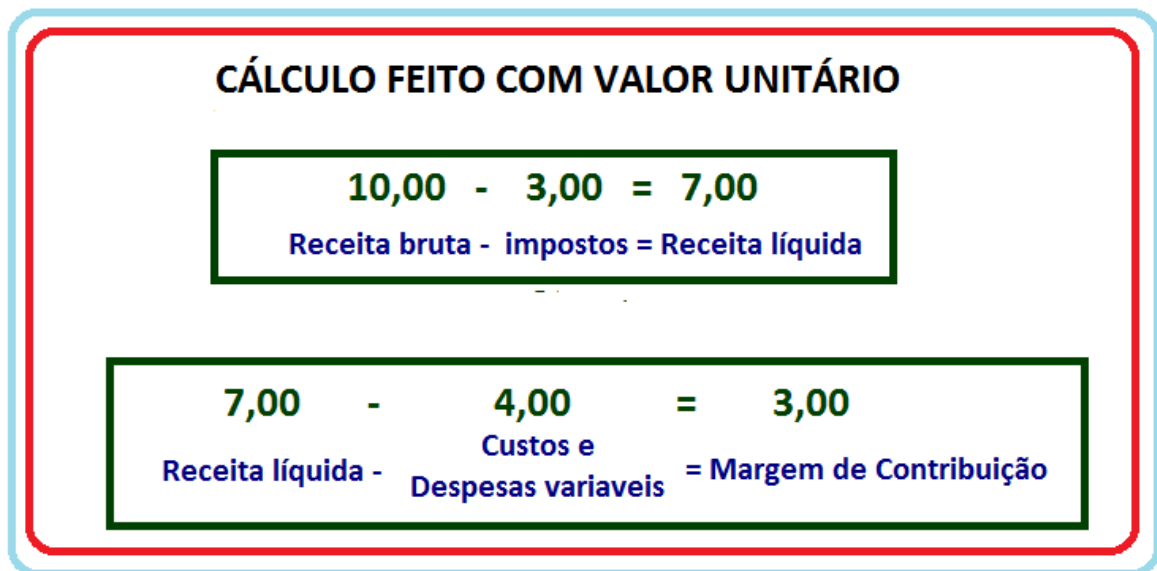 CÁLCULO FEITO COM VALOR UNITÁRIO
10,00 - 3,00 = 7,00
Receita bruta - impostos = Receita líquida
7,00 - 4,00 = 3,00
Receita líquida - Custos e Despesas variaveis = Margem de Contribuição